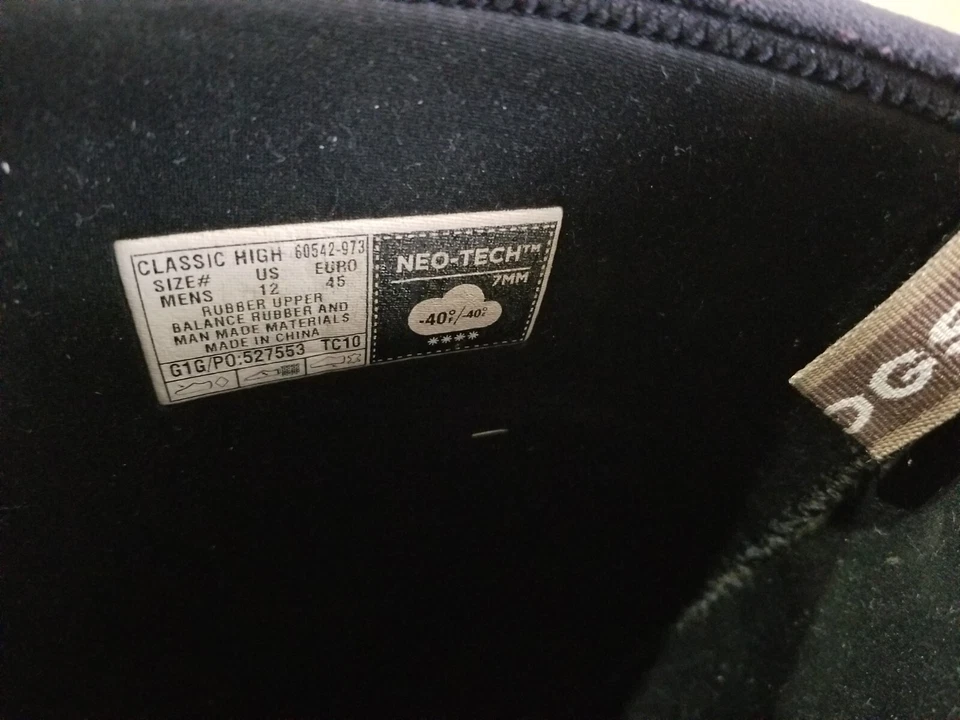 CLASSIC HIGH 60542-973
SIZE# US EURO
MENS 12 45
RUBBER UPPER
BALANCE RUBBER AND
MAN MADE MATERIALS
MADE IN CHINA
G1G/PO:527553 TC10
NEO-TECH™
7MM
-40°F/-40°
****
OGS